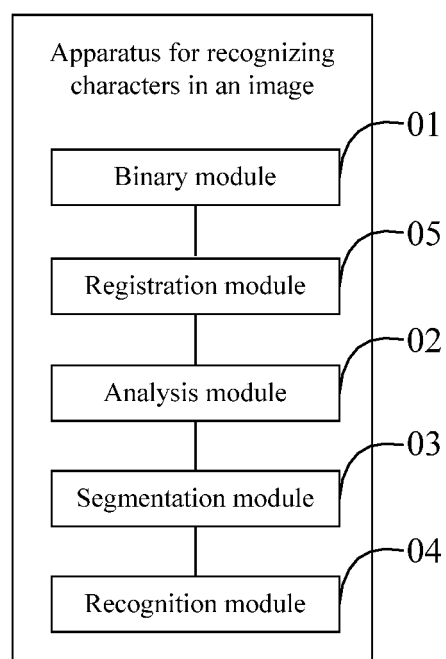 Apparatus for recognizing
characters in an image
01
Binary module
05
Registration module
02
Analysis module
03
Segmentation module
04
Recognition module